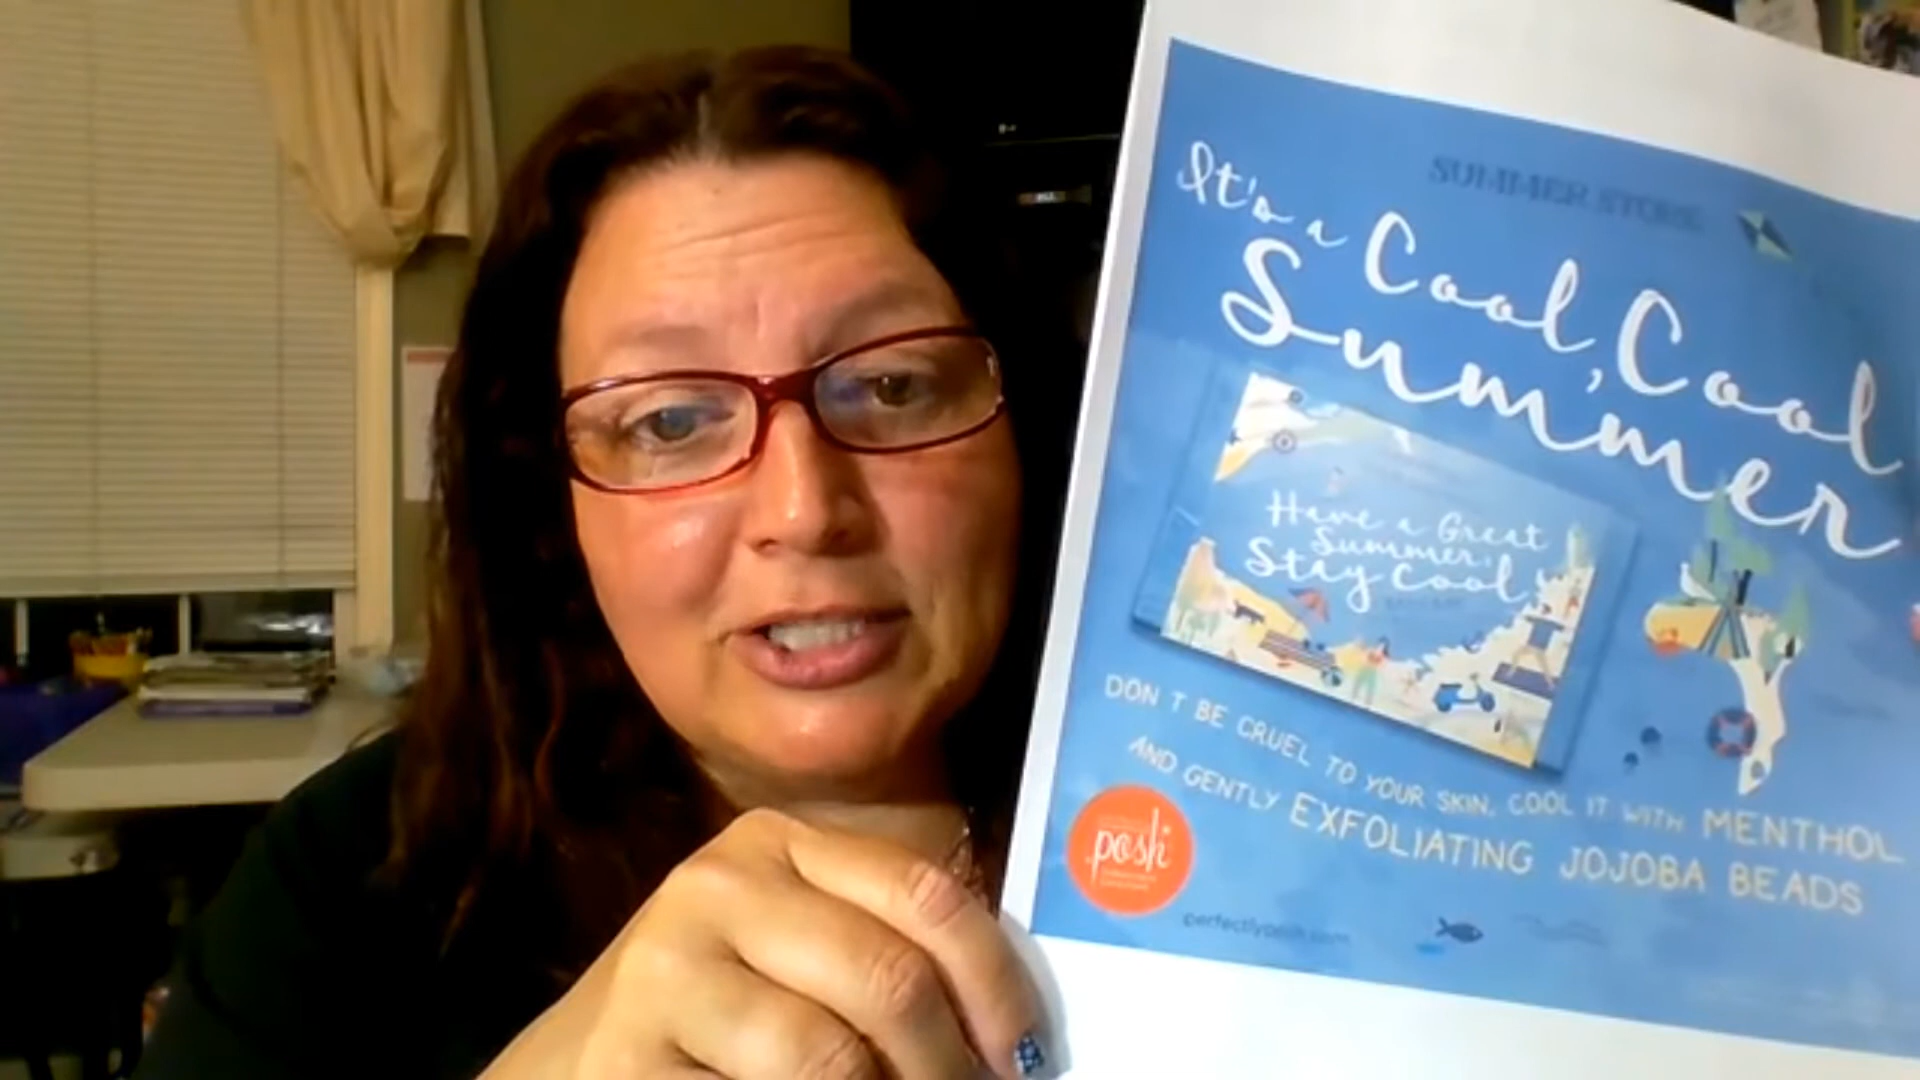 SUMMER STORE
It's a Cool, Cool
Summer
Have a Great
Summer,
Stay Cool
DON T BE CRUEL TO YOUR SKIN. COOL IT WITH MENTHOL
AND GENTLY EXFOLIATING JOJOBA BEADS
posh
perfectlyposh.com